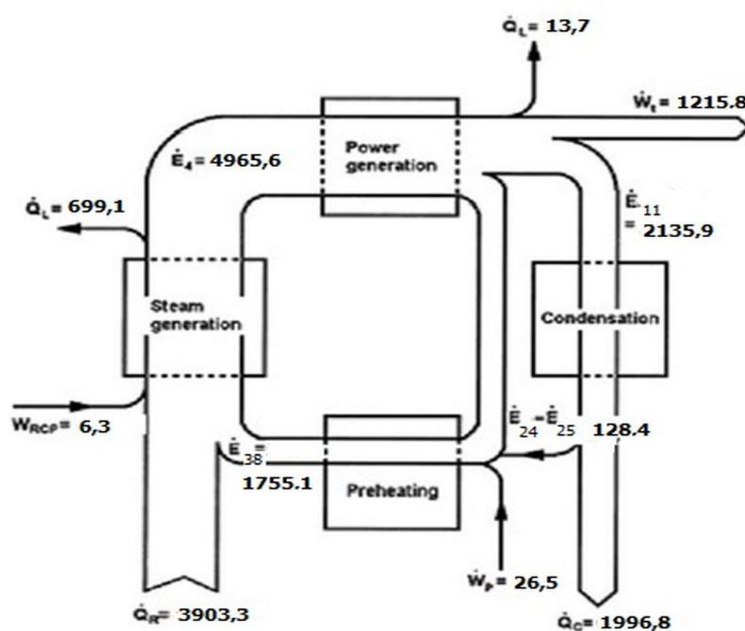 Q̇L = 13,7
Ẇt = 1215.8
Power
generation
Ė4 = 4965,6
Ė11
= 2135,9
Q̇L = 699,1
Steam
generation
Condensation
WRCP= 6,3
Ė24-Ė25 128.4
Ė38=
1755.1
Preheating
ẆP = 26,5
Q̇R= 3903,3
Q̇C= 1996,8